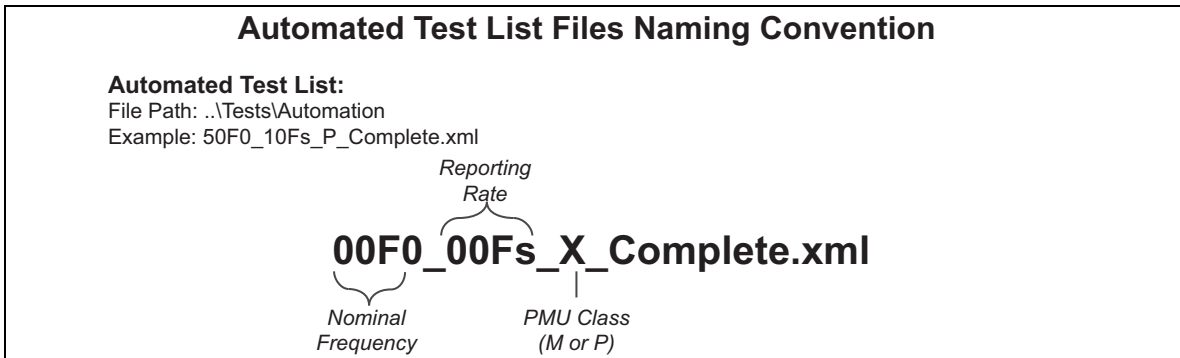 Automated Test List Files Naming Convention
Automated Test List:
File Path: ..\Tests\Automation
Example: 50F0_10Fs_P_Complete.xml
Reporting
Rate
00F0_00Fs_X_Complete.xml
Nominal
Frequency
PMU Class
(M or P)